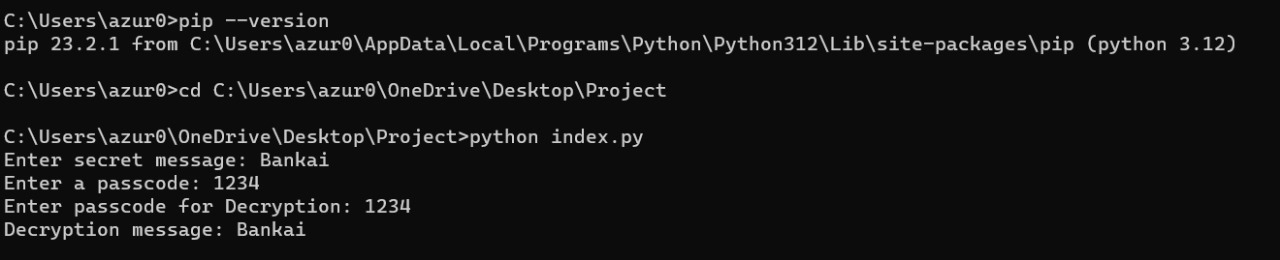 C:\Users\azur0>pip --version
pip 23.2.1 from C:\Users\azur0\AppData\Local\Programs\Python\Python312\Lib\site-packages\pip (python 3.12)
C:\Users\azur0>cd C:\Users\azur0\OneDrive\Desktop\Project
C:\Users\azur0\OneDrive\Desktop\Project>python index.py
Enter secret message: Bankai
Enter a passcode: 1234
Enter passcode for Decryption: 1234
Decryption message: Bankai